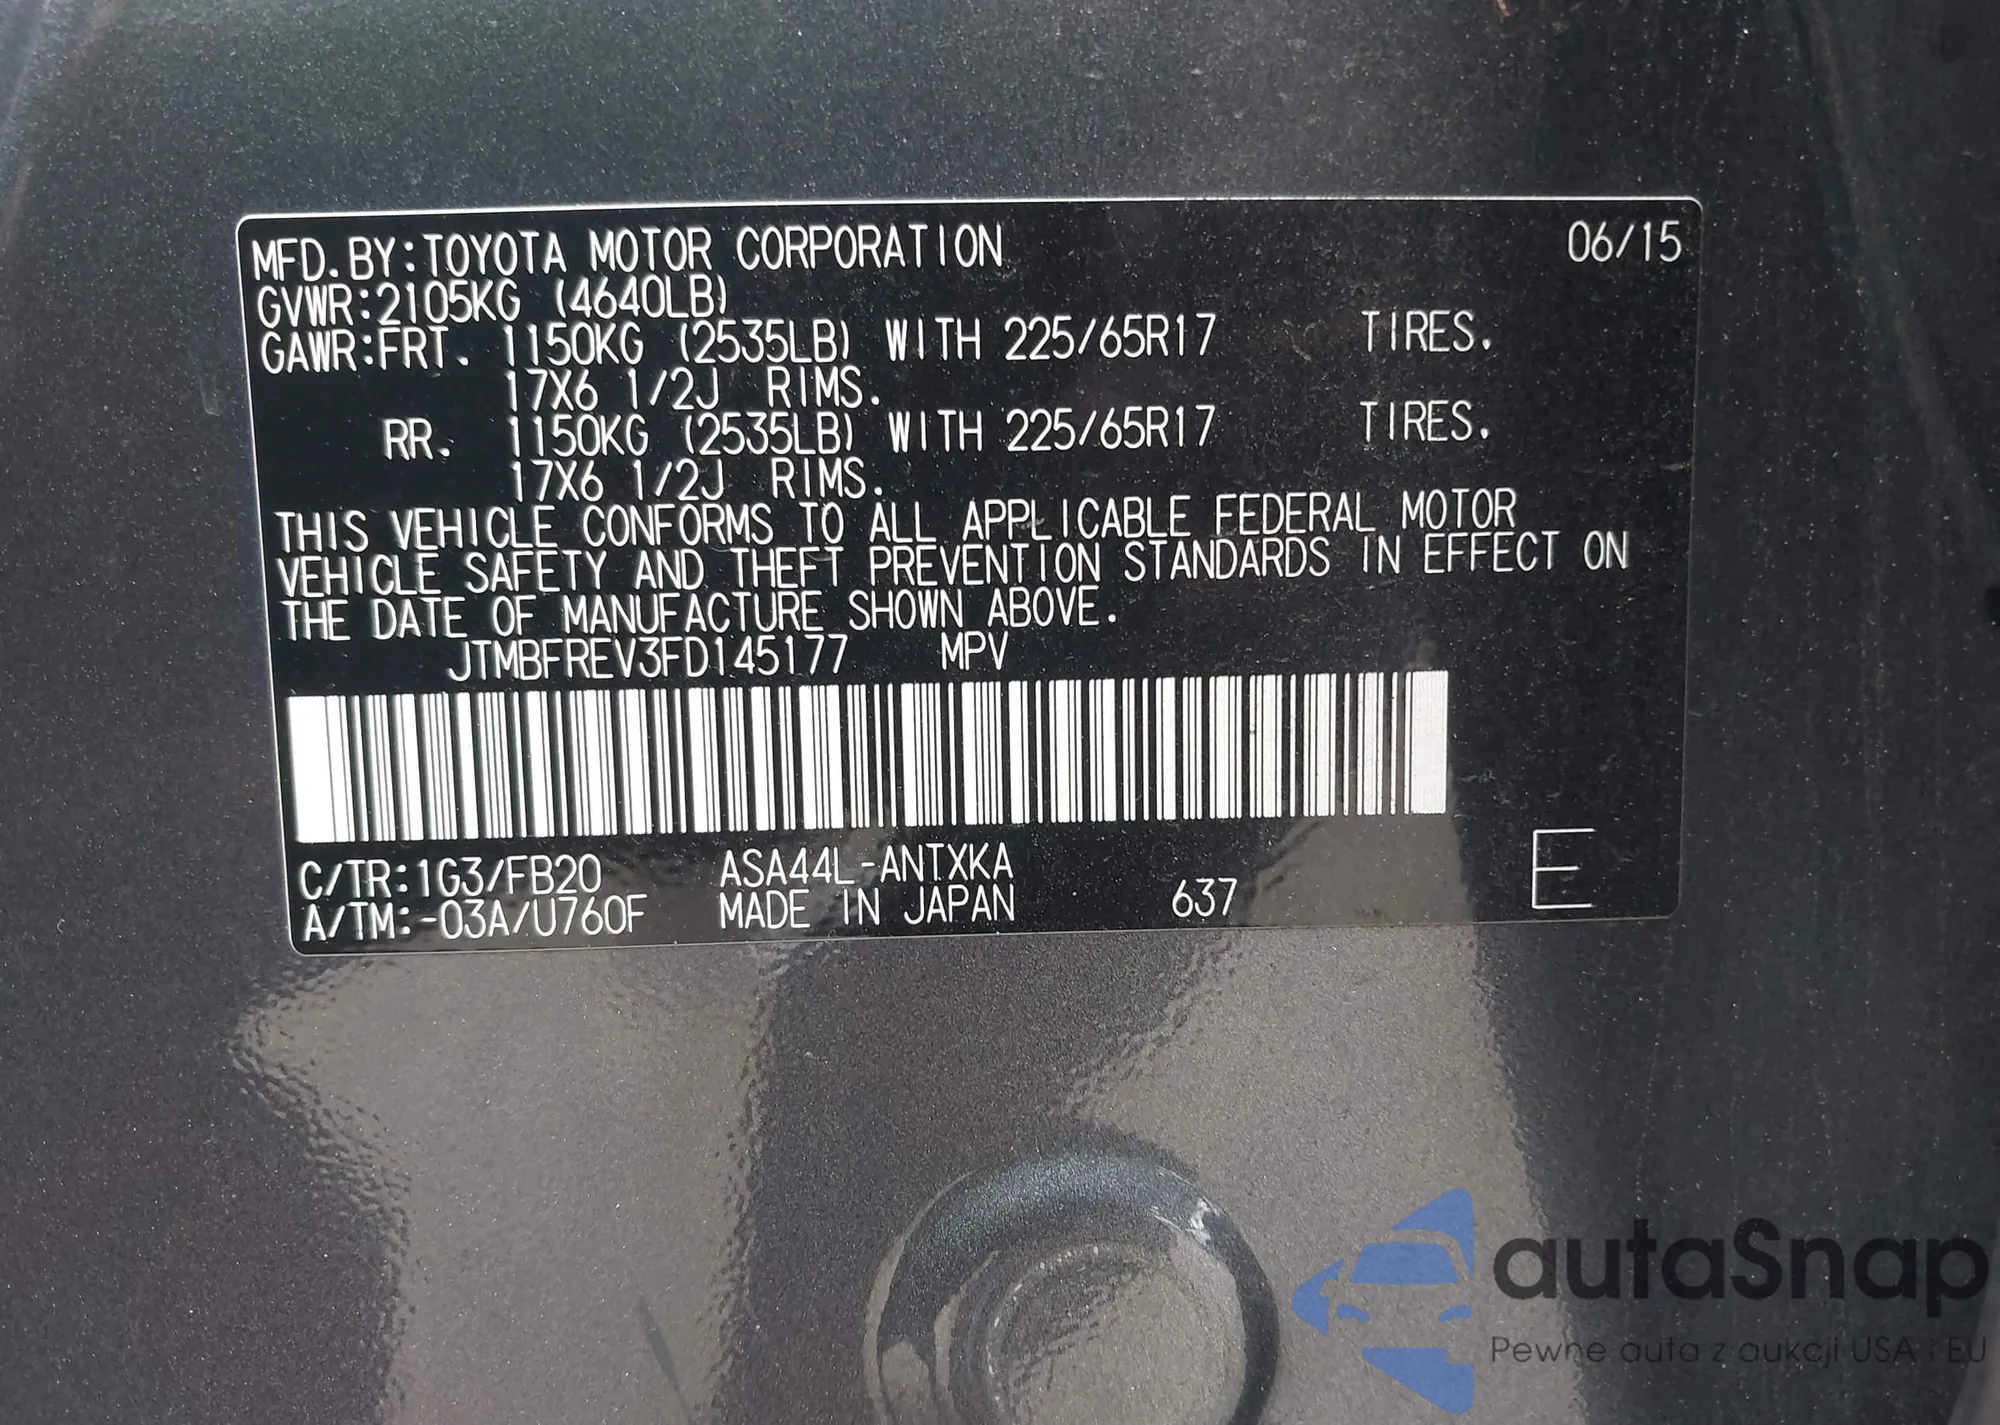 MFD.BY:TOYOTA MOTOR CORPORATION 06/15
GVWR:2105KG (4640LB)
GAWR:FRT. 1150KG (2535LB) WITH 225/65R17 TIRES.
17X6 1/2J RIMS.
RR. 1150KG (2535LB) WITH 225/65R17 TIRES.
17X6 1/2J RIMS.
THIS VEHICLE CONFORMS TO ALL APPLICABLE FEDERAL MOTOR
VEHICLE SAFETY AND THEFT PREVENTION STANDARDS IN EFFECT ON
THE DATE OF MANUFACTURE SHOWN ABOVE.
JTMBFREV3FD145177 MPV
C/TR:1G3/FB20 ASA44L-ANTXKA
A/TM:-03A/U760F MADE IN JAPAN 637 E
autaSnap
Pewne auta z aukcji USA i EU